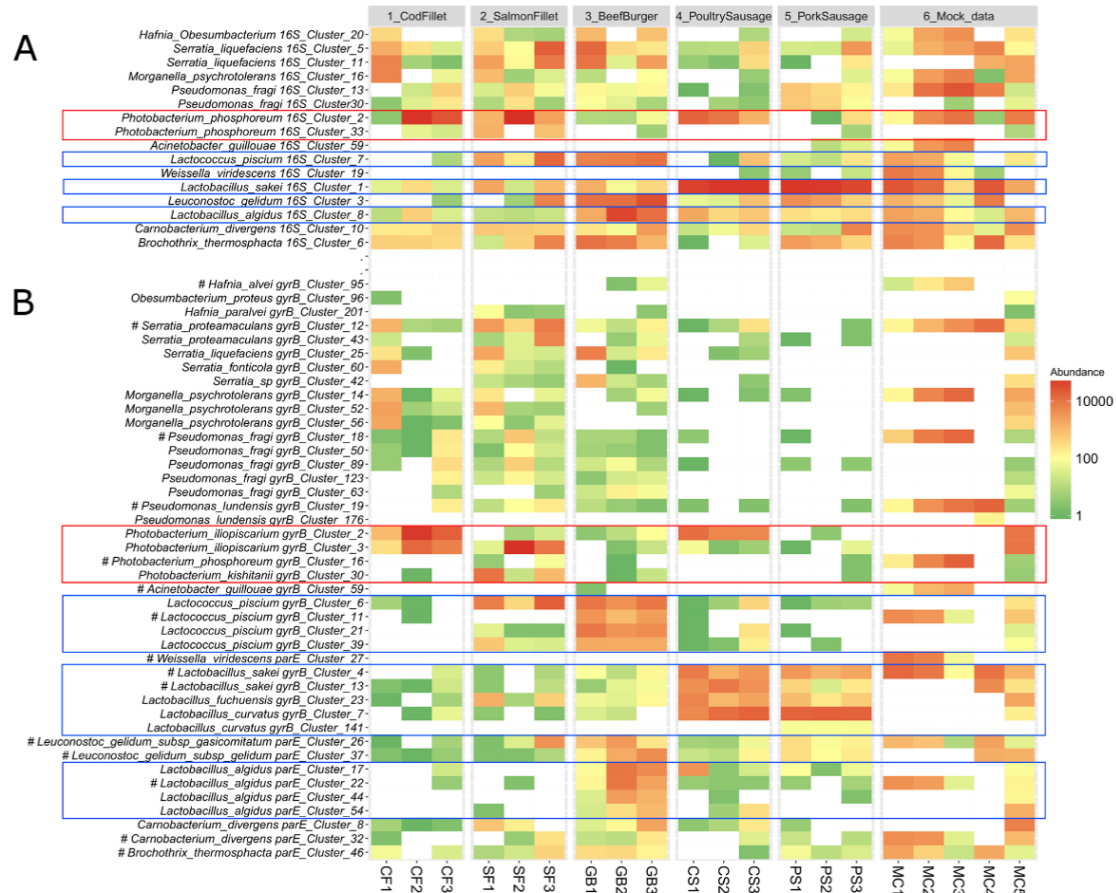 1_CodFillet 2_SalmonFillet 3_BeefBurger 4_PoultrySausage 5_PorkSausage 6_Mock_data
A
Hafnia_Obesumbacterium 16S_Cluster_20
Serratia_liquefaciens 16S_Cluster_5
Serratia_liquefaciens 16S_Cluster_11
Morganella_psychrotolerans 16S_Cluster_16
Pseudomonas_fragi 16S_Cluster_13
Pseudomonas_fragi 16S_Cluster30
Photobacterium_phosphoreum 16S_Cluster_2
Photobacterium_phosphoreum 16S_Cluster_33
Acinetobacter_guillouae 16S_Cluster_59
Lactococcus_piscium 16S_Cluster_7
Weissella_viridescens 16S_Cluster_19
Lactobacillus_sakei 16S_Cluster_1
Leuconostoc_gelidum 16S_Cluster_3
Lactobacillus_algidus 16S_Cluster_8
Carnobacterium_divergens 16S_Cluster_10
Brochothrix_thermosphacta 16S_Cluster_6
.
.
B
# Hafnia_alvei gyrB_Cluster_95
Obesumbacterium_proteus gyrB_Cluster_96
Hafnia_paralvei gyrB_Cluster_201
# Serratia_proteamaculans gyrB_Cluster_12
Serratia_proteamaculans gyrB_Cluster_43
Serratia_liquefaciens gyrB_Cluster_25
Serratia_fonticola gyrB_Cluster_60
Serratia_sp gyrB_Cluster_42
Morganella_psychrotolerans gyrB_Cluster_14
Morganella_psychrotolerans gyrB_Cluster_52
Morganella_psychrotolerans gyrB_Cluster_56
# Pseudomonas_fragi gyrB_Cluster_18
Pseudomonas_fragi gyrB_Cluster_50
Pseudomonas_fragi gyrB_Cluster_89
Pseudomonas_fragi gyrB_Cluster_123
Pseudomonas_fragi gyrB_Cluster_63
# Pseudomonas_lundensis gyrB_Cluster_19
Pseudomonas_lundensis gyrB_Cluster_176
Photobacterium_iliopiscarium gyrB_Cluster_2
Photobacterium_iliopiscarium gyrB_Cluster_3
# Photobacterium_phosphoreum gyrB_Cluster_16
Photobacterium_kishitanii gyrB_Cluster_30
# Acinetobacter_guillouae gyrB_Cluster_59
Lactococcus_piscium gyrB_Cluster_6
# Lactococcus_piscium gyrB_Cluster_11
Lactococcus_piscium gyrB_Cluster_21
Lactococcus_piscium gyrB_Cluster_39
# Weissella_viridescens parE_Cluster_27
# Lactobacillus_sakei gyrB_Cluster_4
# Lactobacillus_sakei gyrB_Cluster_13
Lactobacillus_fuchuensis gyrB_Cluster_23
Lactobacillus_curvatus gyrB_Cluster_7
Lactobacillus_curvatus gyrB_Cluster_141
# Leuconostoc_gelidum_subsp_gasicomitatum parE_Cluster_26
# Leuconostoc_gelidum_subsp_gelidum parE_Cluster_37
Lactobacillus_algidus parE_Cluster_17
# Lactobacillus_algidus parE_Cluster_22
Lactobacillus_algidus parE_Cluster_44
Lactobacillus_algidus parE_Cluster_54
Carnobacterium_divergens parE_Cluster_8
# Carnobacterium_divergens parE_Cluster_32
# Brochothrix_thermosphacta parE_Cluster_46
CF1 CF2 CF3 SF1 SF2 SF3 GB1 GB2 GB3 CS1 CS2 CS3 PS1 PS2 PS3 MC1 MC2 MC3 MC4 MC5
Abundance
10000
100
1